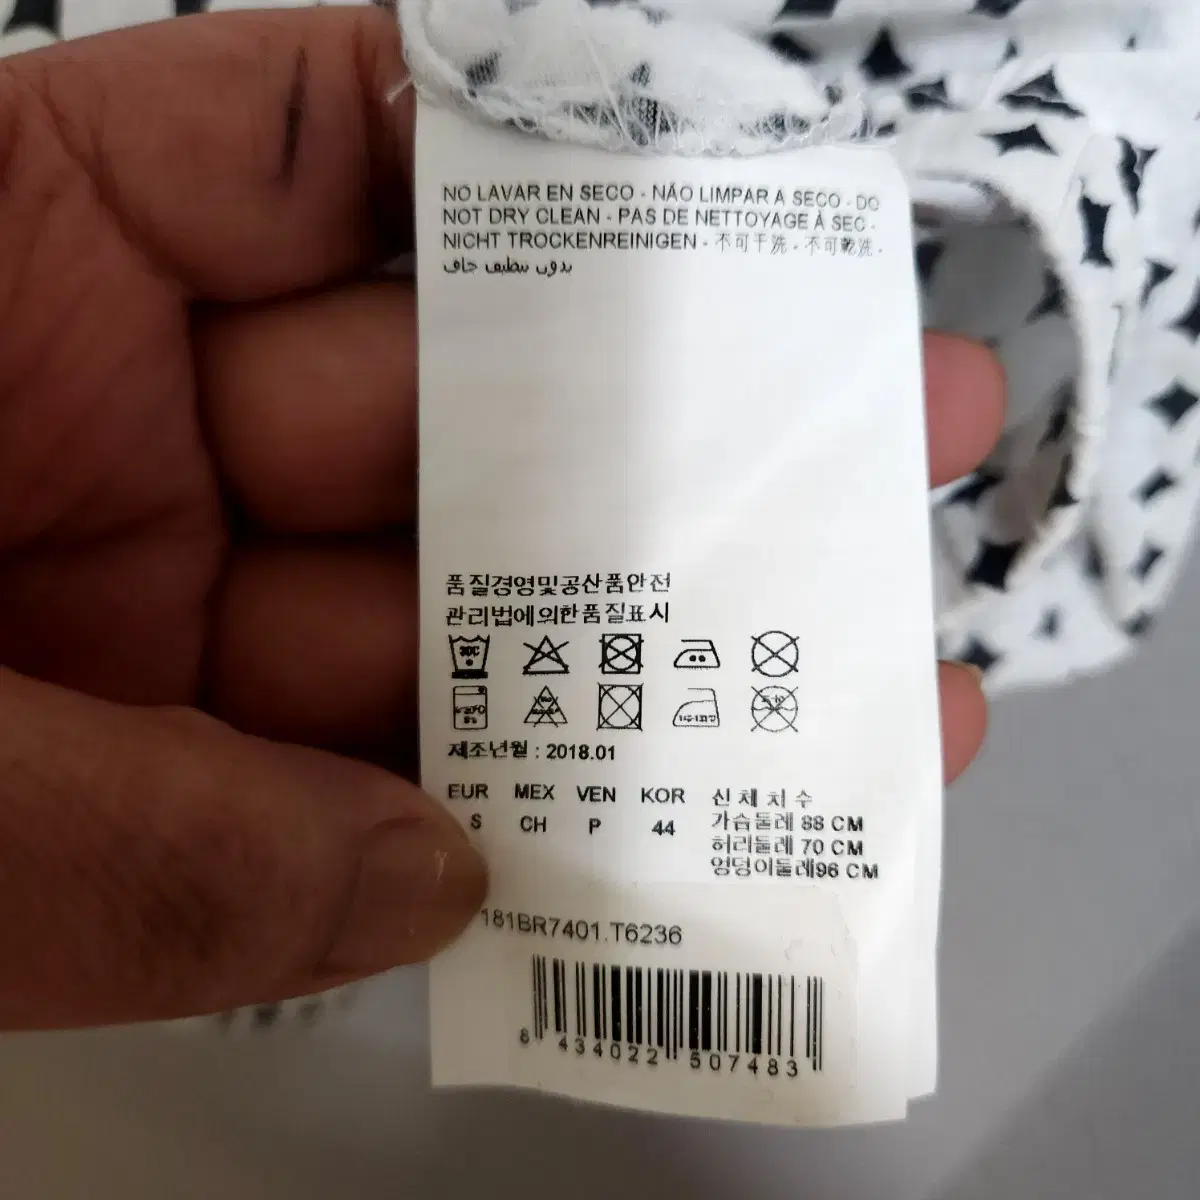 NO LAVAR EN SECO - NÃO LIMPAR A SECO - DO
NOT DRY CLEAN - PAS DE NETTOYAGE À SEC -
NICHT TROCKENREINIGEN - 不可干洗 - 不可乾洗 -
بدون تنظيف جاف
품질경영및공산품안전
관리법에의한품질표시
30C
제조년월 : 2018.01
EUR MEX VEN KOR 신체치수
S CH P 44 가슴둘레 88 CM
허리둘레 70 CM
엉덩이둘레96 CM
181BR7401.T6236
8 434022 507483